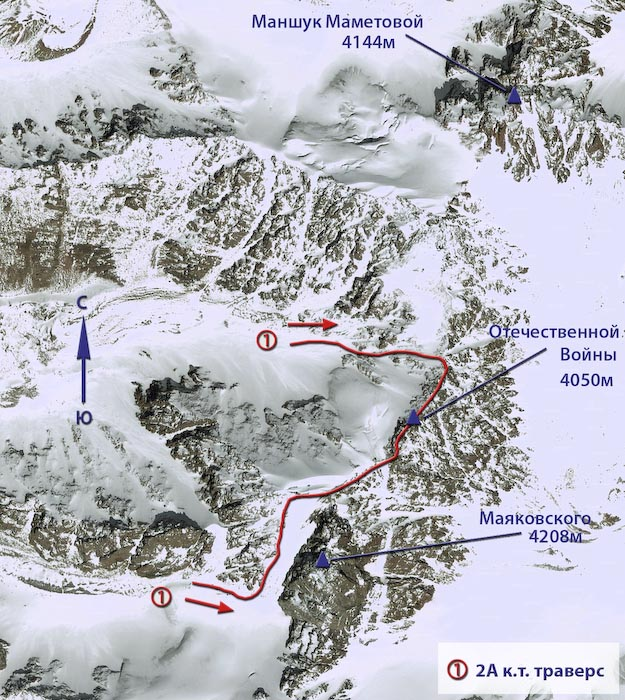 Маншук Маметовой
4144м
С
①
Ю
Отечественной
Войны
4050м
Маяковского
4208м
①
① 2А к.т. траверс